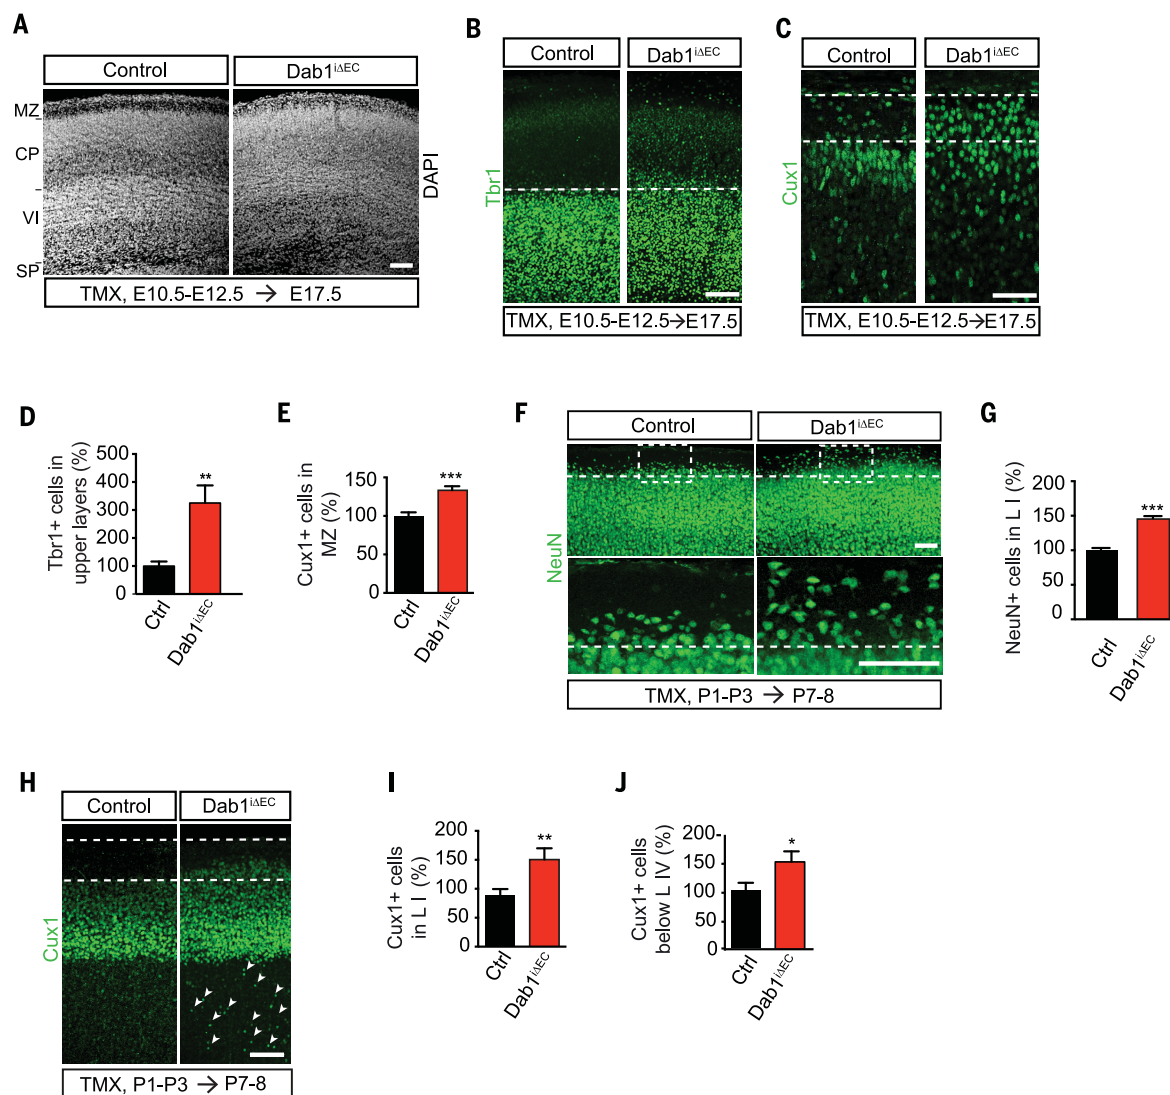 A
Control
Dab1iΔEC
MZ
CP
VI
SP
DAPI
TMX, E10.5-E12.5 → E17.5
B
Control
Dab1iΔEC
Tbr1
TMX, E10.5-E12.5→E17.5
C
Control
Dab1iΔEC
Cux1
TMX, E10.5-E12.5→E17.5
D
Tbr1+ cells in
upper layers (%)
500
400
300
200
100
0
**
Ctrl
Dab1iΔEC
E
Cux1+ cells in
MZ (%)
150
100
50
0
***
Ctrl
Dab1iΔEC
F
Control
Dab1iΔEC
NeuN
TMX, P1-P3 → P7-8
G
NeuN+ cells in L I (%)
200
150
100
50
0
***
Ctrl
Dab1iΔEC
H
Control
Dab1iΔEC
Cux1
TMX, P1-P3 → P7-8
I
Cux1+ cells
in L I (%)
200
150
100
50
0
**
Ctrl
Dab1iΔEC
J
Cux1+ cells
below L IV (%)
200
150
100
50
0
*
Ctrl
Dab1iΔEC